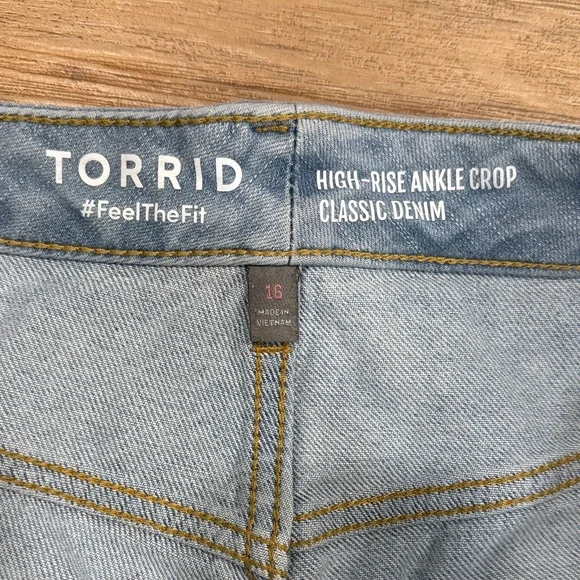 TORRID
#FeelTheFit
HIGH-RISE ANKLE CROP
CLASSIC DENIM
16
MADE IN
VIETNAM